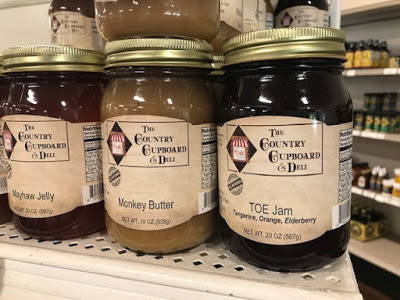 The
Country
Cupboard
& Deli
Mayhaw Jelly
NET WT 20 OZ (567g)
The
Country
Cupboard
& Deli
Monkey Butter
NET WT. 19 OZ (538g)
The
Country
Cupboard
& Deli
TOE Jam
Tangerine, Orange, Elderberry
NET WT. 20 OZ (567g)